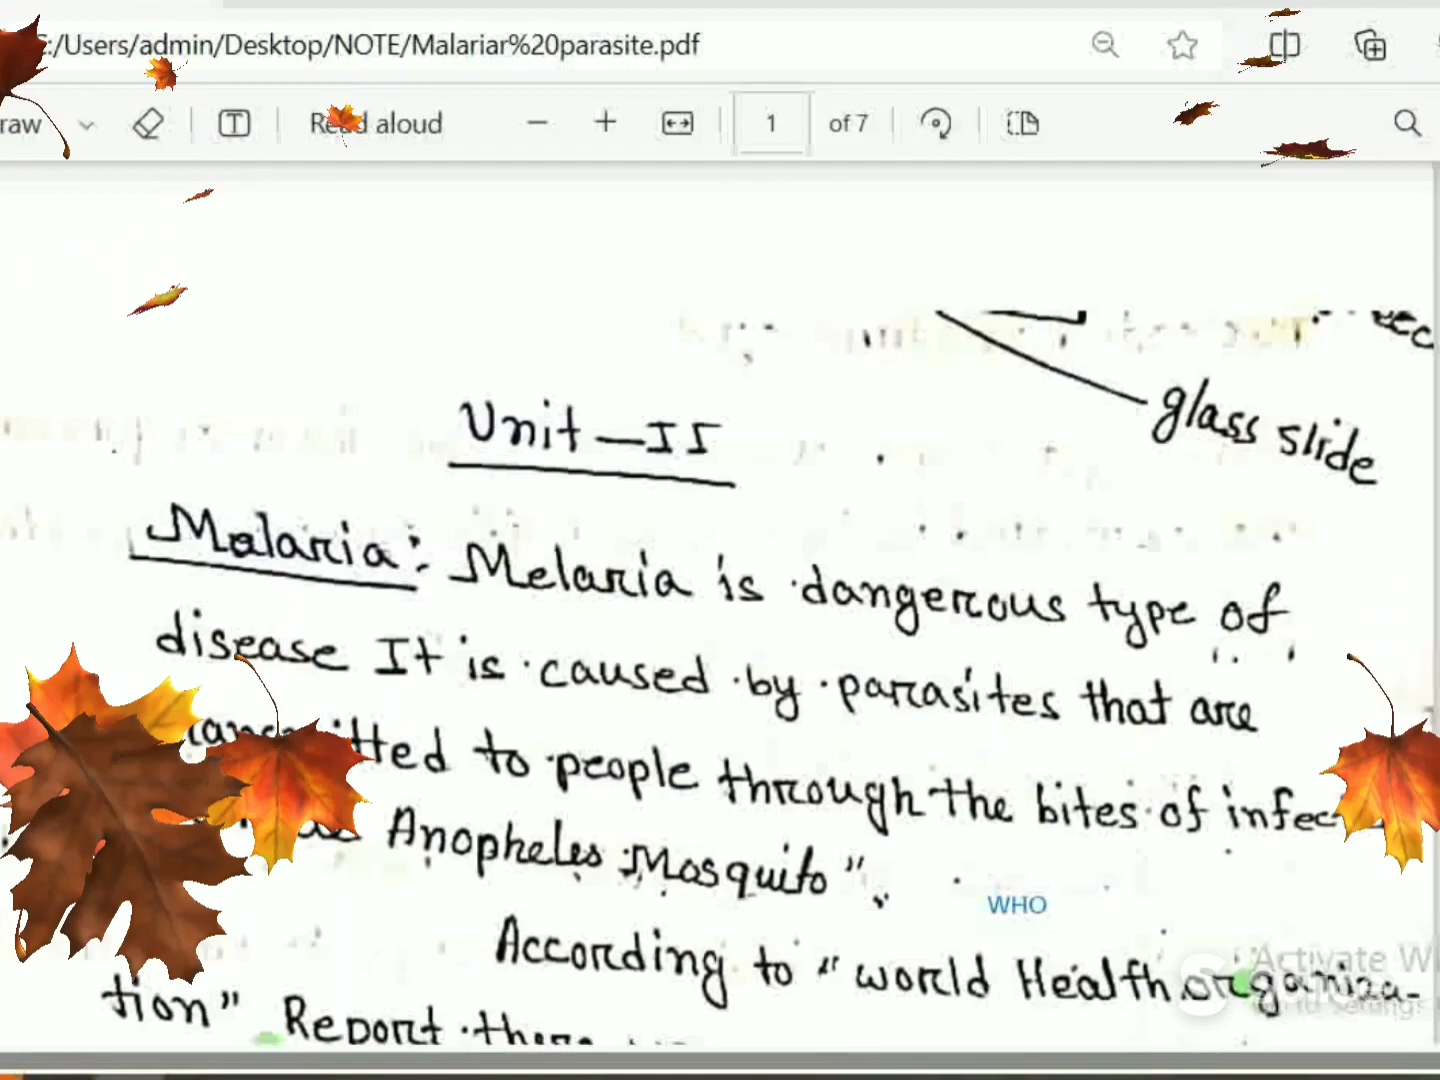 :/Users/admin/Desktop/NOTE/Malariar%20parasite.pdf
raw
Read aloud
1 of 7
glass slide
Unit-II
Malaria: Melaria is dangerous type of
disease It is caused by parasites that are
to people through the bites of
Anopheles Mosquito".
WHO
According to "world Health organiza-
tion" Report
Activate